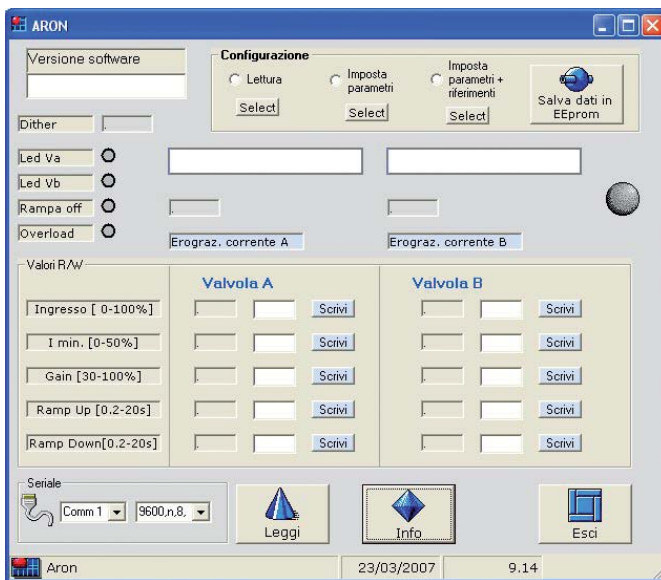 ARON
Versione software
Configurazione
Lettura
Select
Imposta
parametri
Select
Imposta
parametri +
riferimenti
Select
Salva dati in
EEprom
Dither
.
Led Va
Led Vb
Rampa off
.
.
Overload
Erograz. corrente A
Erograz. corrente B
Valori R/W
Valvola A
Valvola B
Ingresso [ 0-100%]
.
Scrivi
.
Scrivi
I min. [0-50%]
.
Scrivi
.
Scrivi
Gain [30-100%]
.
Scrivi
.
Scrivi
Ramp Up [0.2-20s]
.
Scrivi
.
Scrivi
Ramp Down[0.2-20s]
.
Scrivi
.
Scrivi
Seriale
Comm 1
9600,n,8,
Leggi
Info
Esci
Aron
23/03/2007
9.14